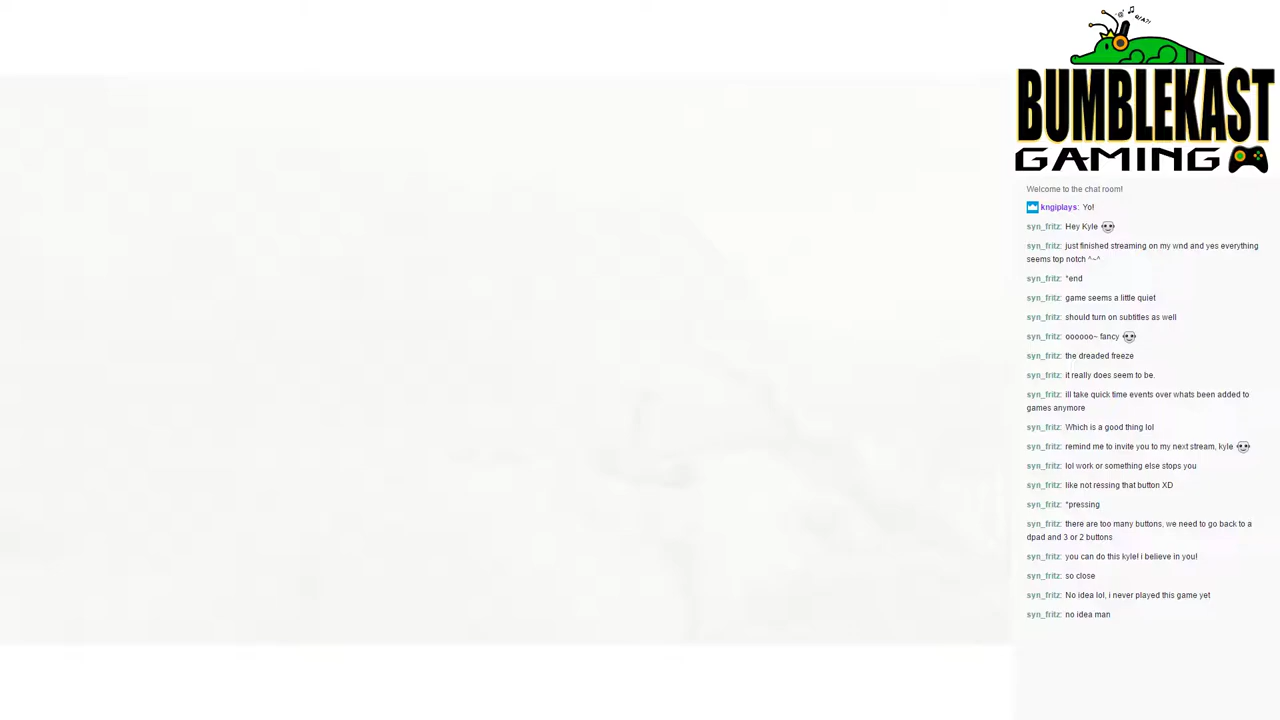 BUMBLEKAST
GAMING
Welcome to the chat room!
kngiplays: Yo!
syn_fritz: Hey Kyle
syn_fritz: just finished streaming on my wnd and yes everything
seems top notch ^~^
syn_fritz: *end
syn_fritz: game seems a little quiet
syn_fritz: should turn on subtitles as well
syn_fritz: oooooo~ fancy
syn_fritz: the dreaded freeze
syn_fritz: it really does seem to be.
syn_fritz: ill take quick time events over whats been added to
games anymore
syn_fritz: Which is a good thing lol
syn_fritz: remind me to invite you to my next stream, kyle
syn_fritz: lol work or something else stops you
syn_fritz: like not ressing that button XD
syn_fritz: *pressing
syn_fritz: there are too many buttons, we need to go back to a
dpad and 3 or 2 buttons
syn_fritz: you can do this kyle! i believe in you!
syn_fritz: so close
syn_fritz: No idea lol, i never played this game yet
syn_fritz: no idea man